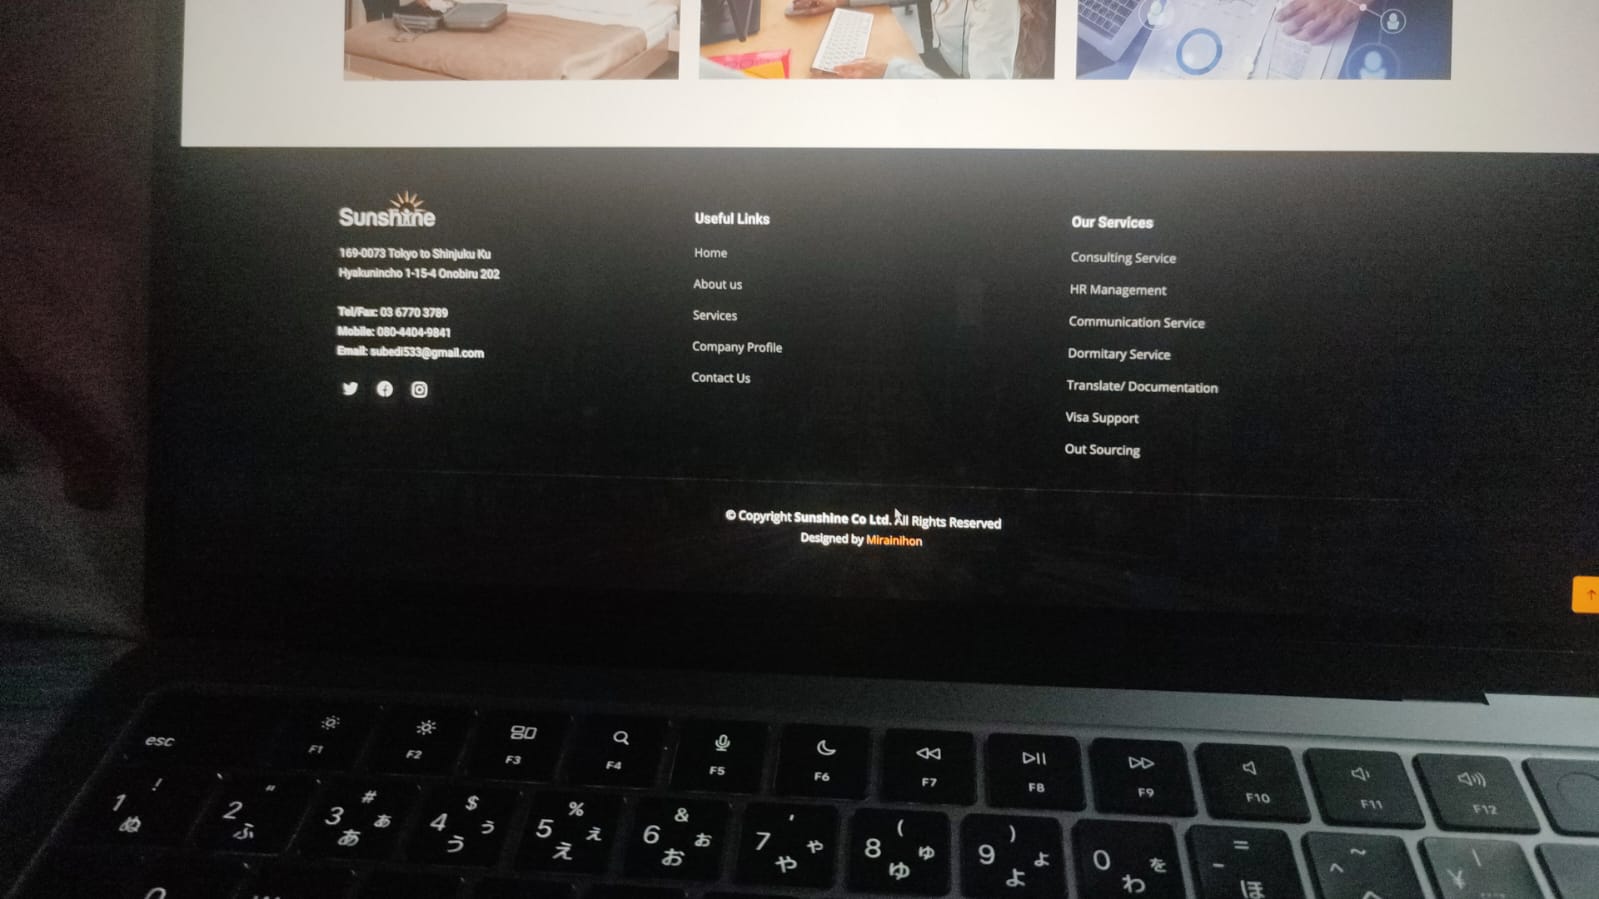 Sunshine
169-0073 Tokyo to Shinjuku Ku
Hyakunincho 1-15-4 Onobiru 202
Tel/Fax: 03 6770 3789
Mobile: 080-4404-9841
Email: subedi533@gmail.com
Useful Links
Home
About us
Services
Company Profile
Contact Us
Our Services
Consulting Service
HR Management
Communication Service
Dormitary Service
Translate/ Documentation
Visa Support
Out Sourcing
© Copyright Sunshine Co Ltd. All Rights Reserved
Designed by Mirainihon
esc F1 F2 F3 F4 F5 F6 F7 F8 F9 F10 F11 F12
! " # $ % & ' ( ) = ~ |
1 ぬ 2 ふ 3 ぁ あ 4 ぅ う 5 ぇ え 6 ぉ お 7 ゃ や 8 ゅ ゆ 9 ょ よ 0 を わ - ほ ^ ¥